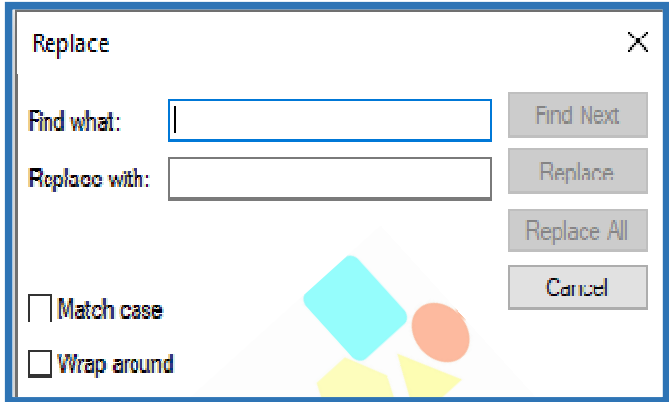 Replace
Find what:
Find Next
Replace with:
Replace
Replace All
Cancel
Match case
Wrap around